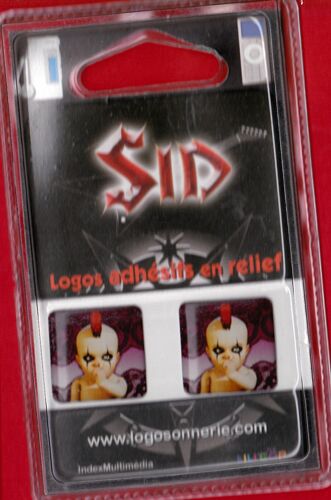 SID
Logos adhésifs en relief
www.logosonnerie.com
IndexMultimedia